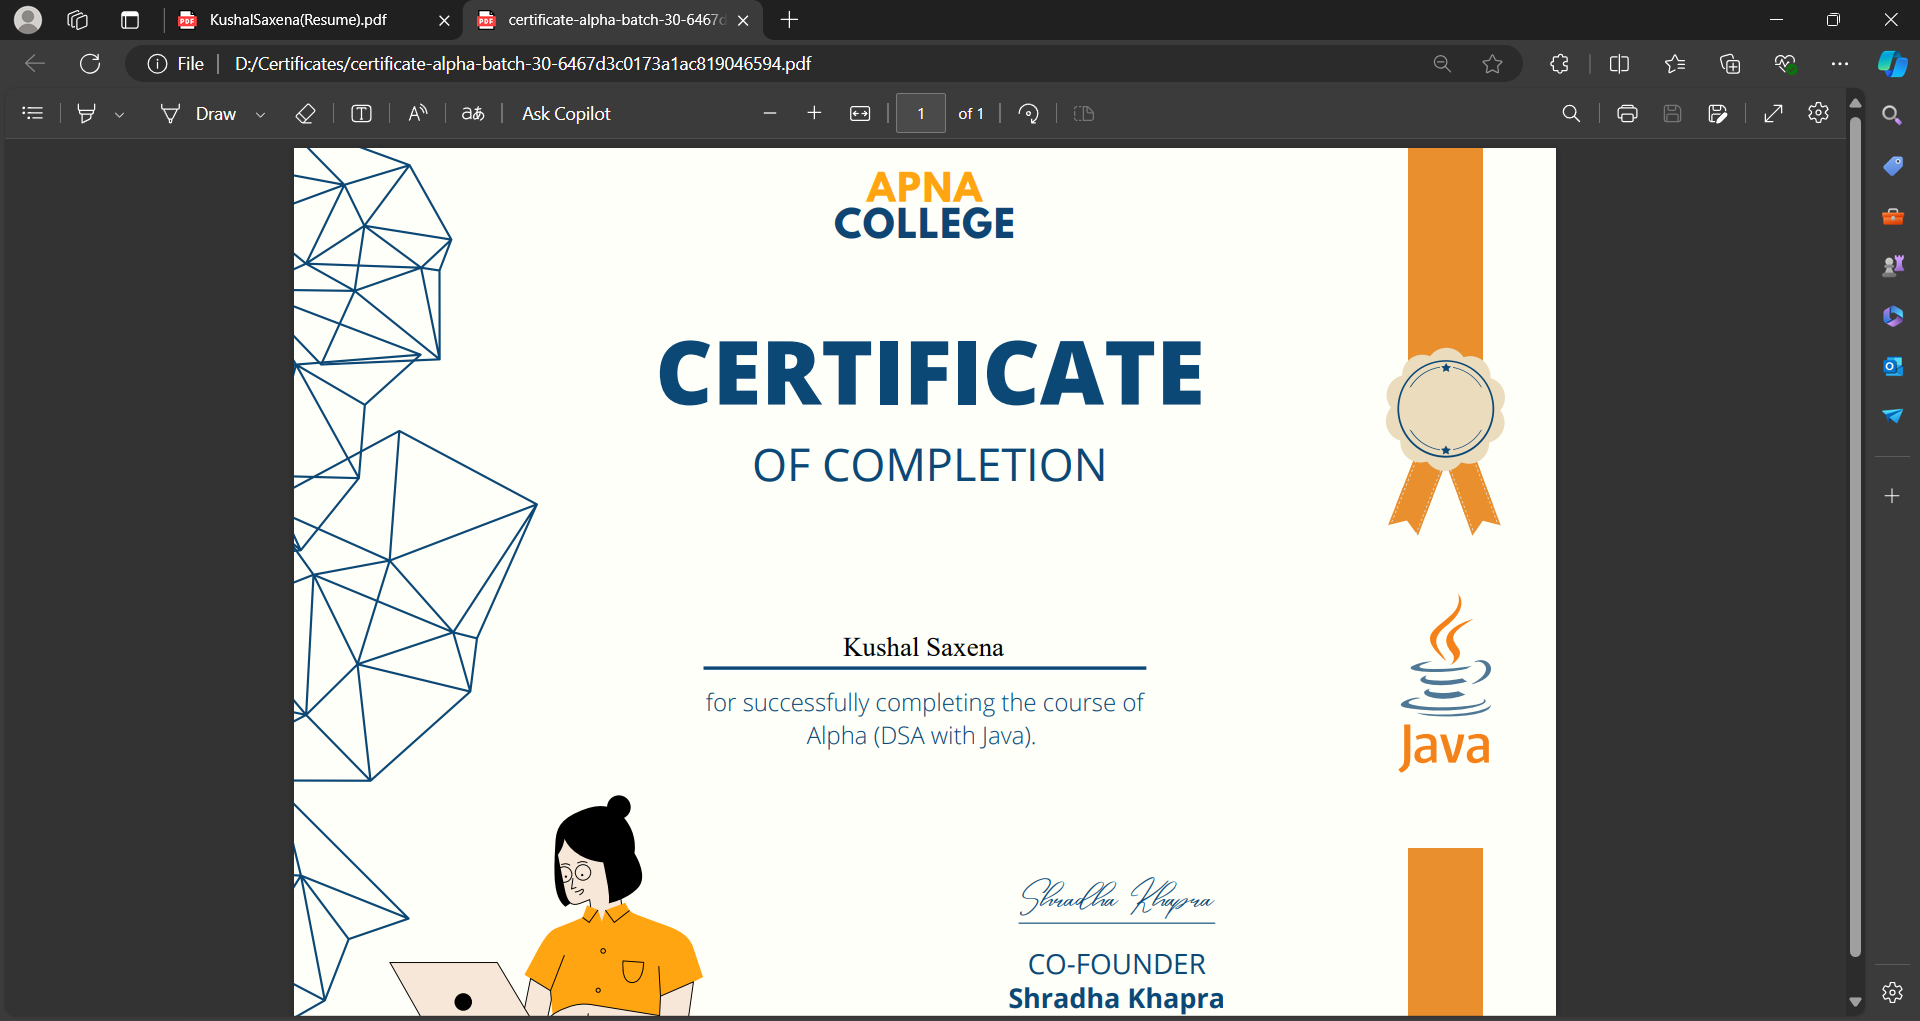 KushalSaxena(Resume).pdf
certificate-alpha-batch-30-6467d
File
D:/Certificates/certificate-alpha-batch-30-6467d3c0173a1ac819046594.pdf
Draw
aあ
Ask Copilot
1
of 1
APNA
COLLEGE
CERTIFICATE
OF COMPLETION
Kushal Saxena
for successfully completing the course of
Alpha (DSA with Java).
Java
Shradha Khapra
CO-FOUNDER
Shradha Khapra